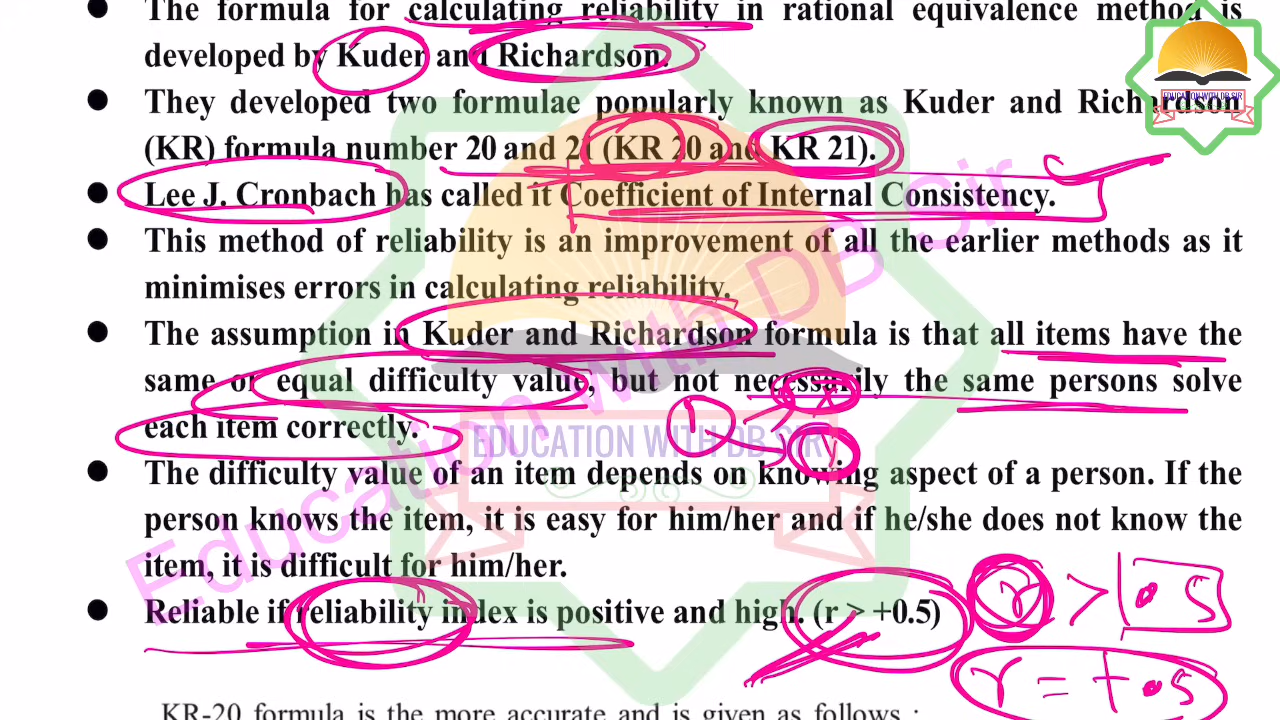 The formula for calculating reliability in rational equivalence method is
developed by Kuder and Richardson.
They developed two formulae popularly known as Kuder and Richardson
(KR) formula number 20 and 21 (KR 20 and KR 21).
Lee J. Cronbach has called it Coefficient of Internal Consistency.
This method of reliability is an improvement of all the earlier methods as it
minimises errors in calculating reliability.
The assumption in Kuder and Richardson formula is that all items have the
same or equal difficulty value, but not necessarily the same persons solve
each item correctly.
The difficulty value of an item depends on knowing aspect of a person. If the
person knows the item, it is easy for him/her and if he/she does not know the
item, it is difficult for him/her.
Reliable if reliability index is positive and high. (r > +0.5)
r > +.5
r = +.5
KR-20 formula is the more accurate and is given as follows :
EDUCATION WITH DB SIR
EDUCATION WITH DB SIR
Education with DB Sir